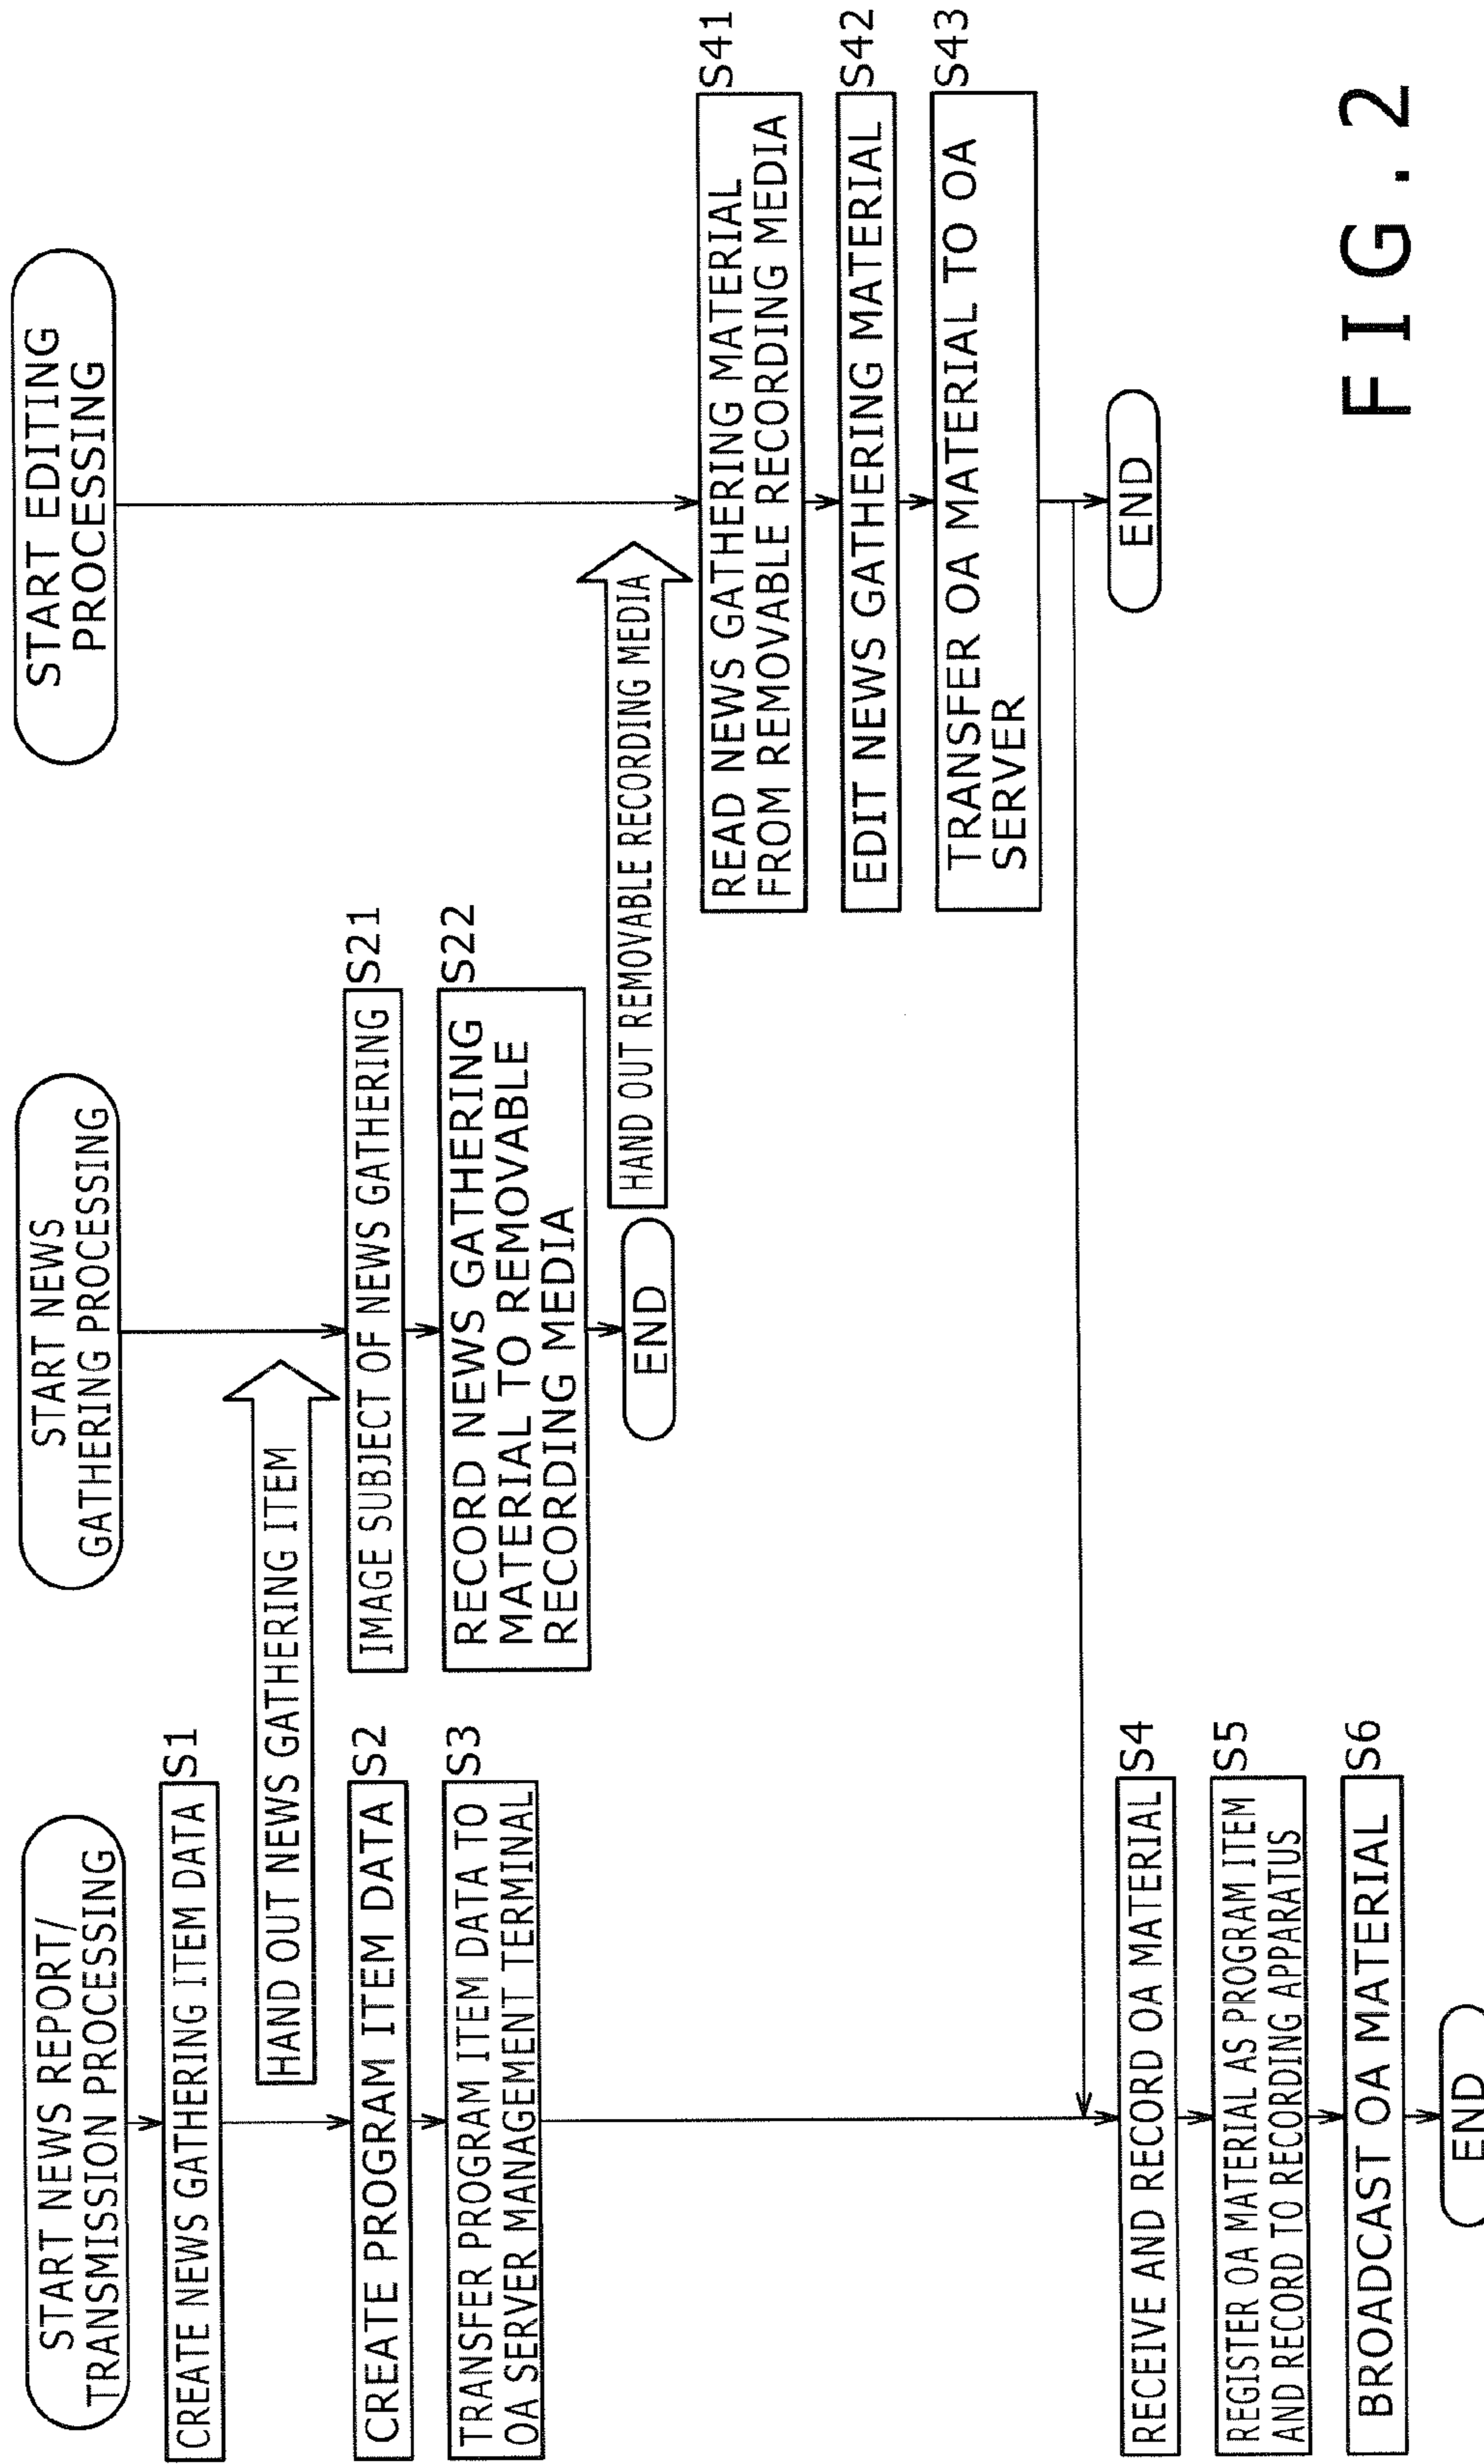 START NEWS REPORT/
TRANSMISSION PROCESSING
CREATE NEWS GATHERING ITEM DATA
S1
HAND OUT NEWS GATHERING ITEM
CREATE PROGRAM ITEM DATA
S2
TRANSFER PROGRAM ITEM DATA TO
OA SERVER MANAGEMENT TERMINAL
S3
RECEIVE AND RECORD OA MATERIAL
S4
REGISTER OA MATERIAL AS PROGRAM ITEM
AND RECORD TO RECORDING APPARATUS
S5
BROADCAST OA MATERIAL
S6
END
START NEWS
GATHERING PROCESSING
IMAGE SUBJECT OF NEWS GATHERING
S21
RECORD NEWS GATHERING
MATERIAL TO REMOVABLE
RECORDING MEDIA
S22
END
HAND OUT REMOVABLE RECORDING MEDIA
START EDITING
PROCESSING
READ NEWS GATHERING MATERIAL
FROM REMOVABLE RECORDING MEDIA
S41
EDIT NEWS GATHERING MATERIAL
S42
TRANSFER OA MATERIAL TO OA
SERVER
S43
END
FIG.2